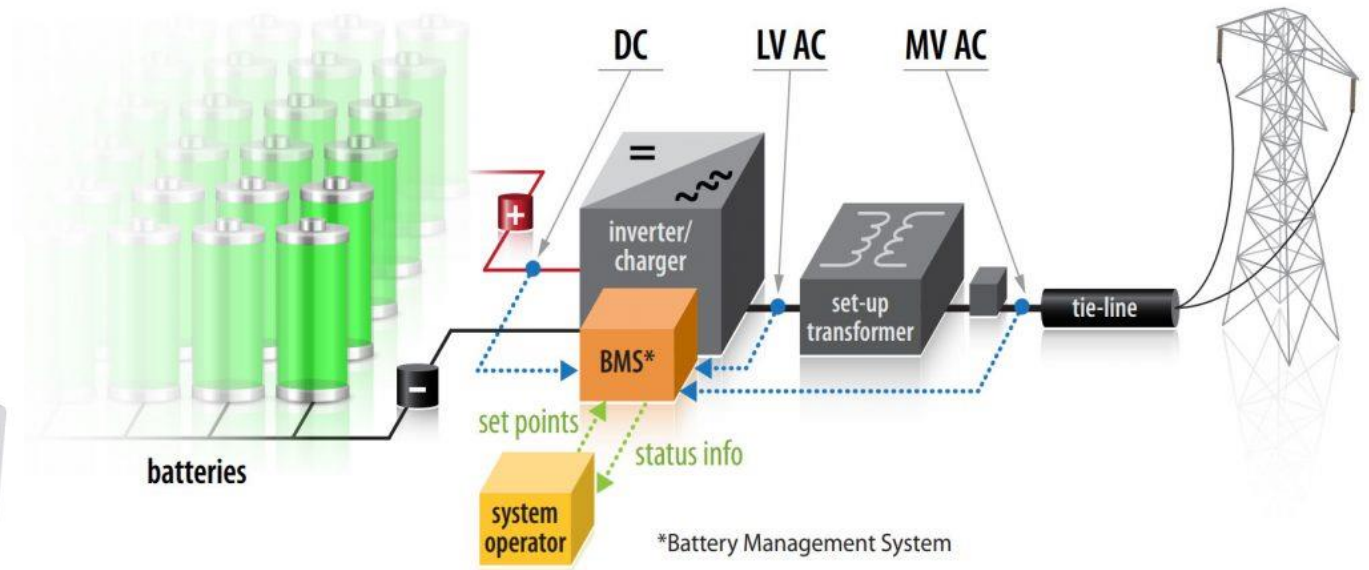 DC
LV AC
MV AC
=
+
inverter/
charger
set-up
transformer
tie-line
BMS*
-
set points
status info
batteries
system
operator
*Battery Management System